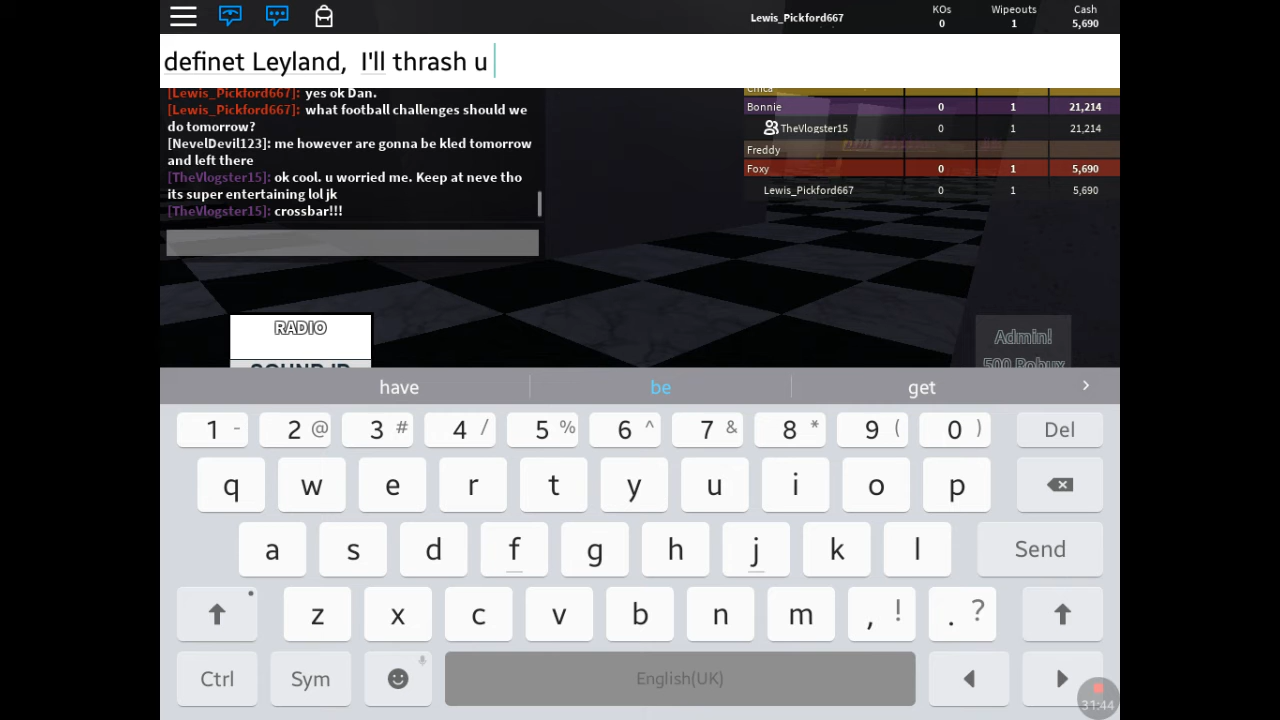 Lewis_Pickford667
KOs Wipeouts Cash
0 1 5,690
definet Leyland,  I'll thrash u
[Lewis_Pickford667]: yes ok Dan.
[Lewis_Pickford667]: what football challenges should we
do tomorrow?
[NevelDevil123]: me however are gonna be kled tomorrow
and left there
[TheVlogster15]: ok cool. u worried me. Keep at neve tho
its super entertaining lol jk
[TheVlogster15]: crossbar!!!
Chica
Bonnie 0 1 21,214
TheVlogster15 0 1 21,214
Freddy
Foxy 0 1 5,690
Lewis_Pickford667 0 1 5,690
RADIO
SOUND ID
Admin!
500 Robux
have be get
1 - 2 @ 3 # 4 / 5 % 6 ^ 7 & 8 * 9 ( 0 ) Del
q w e r t y u i o p
a s d f g h j k l Send
z x c v b n m , ! . ?
Ctrl Sym English(UK)
31:44